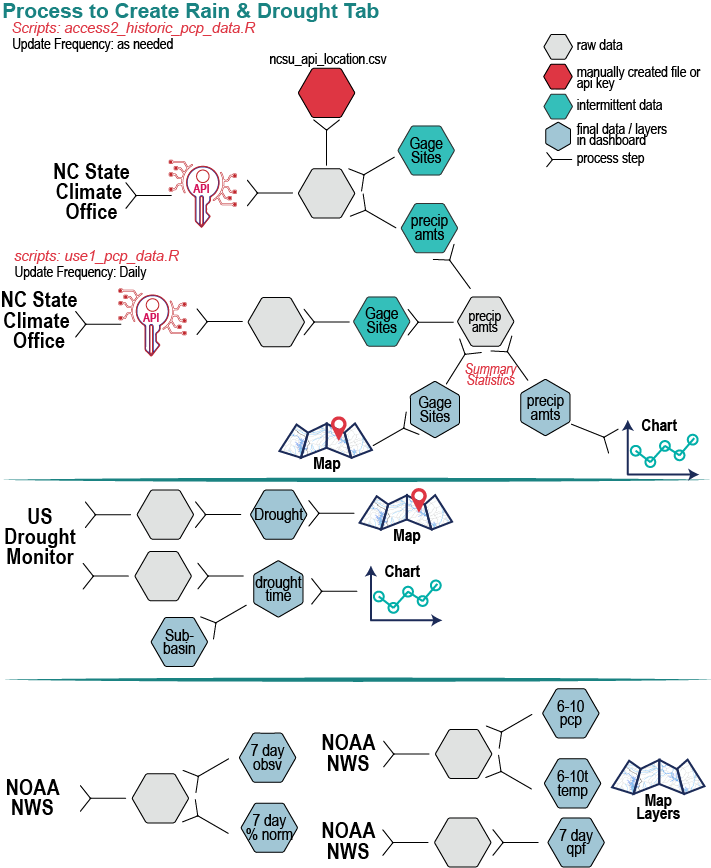 Process to Create Rain & Drought Tab
Scripts: access2_historic_pcp_data.R
Update Frequency: as needed
ncsu_api_location.csv
raw data
manually created file or
api key
intermittent data
final data / layers
in dashboard
process step
NC State
Climate
Office
API
Gage
Sites
precip
amts
scripts: use1_pcp_data.R
Update Frequency: Daily
NC State
Climate
Office
API
Gage
Sites
precip
amts
Summary
Statistics
Gage
Sites
precip
amts
Map
Chart
US
Drought
Monitor
Drought
Map
drought
time
Chart
Sub-
basin
NOAA
NWS
7 day
obsv
7 day
% norm
NOAA
NWS
6-10
pcp
6-10t
temp
Map
Layers
NOAA
NWS
7 day
qpf